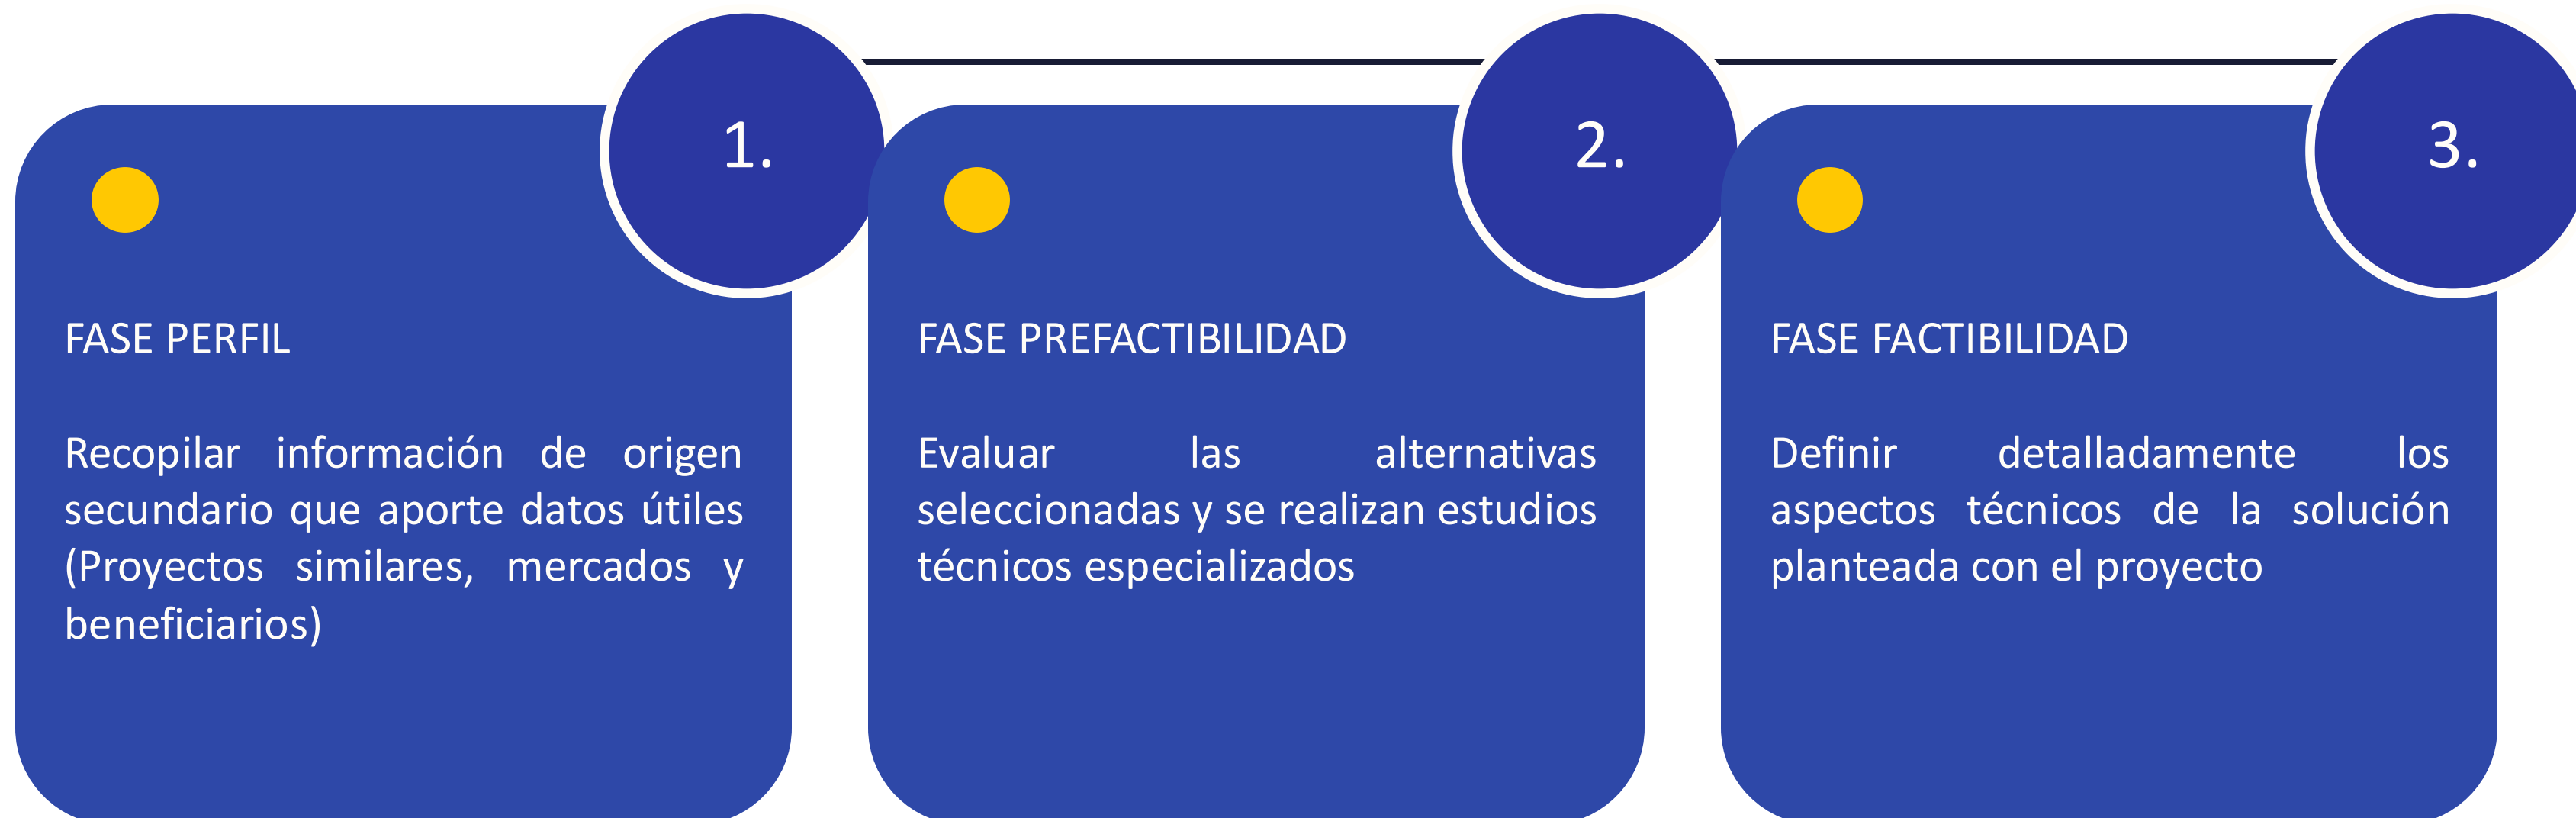 1.
FASE PERFIL
Recopilar información de origen
secundario que aporte datos útiles
(Proyectos similares, mercados y
beneficiarios)
2.
FASE PREFACTIBILIDAD
Evaluar las alternativas
seleccionadas y se realizan estudios
técnicos especializados
3.
FASE FACTIBILIDAD
Definir detalladamente los
aspectos técnicos de la solución
planteada con el proyecto